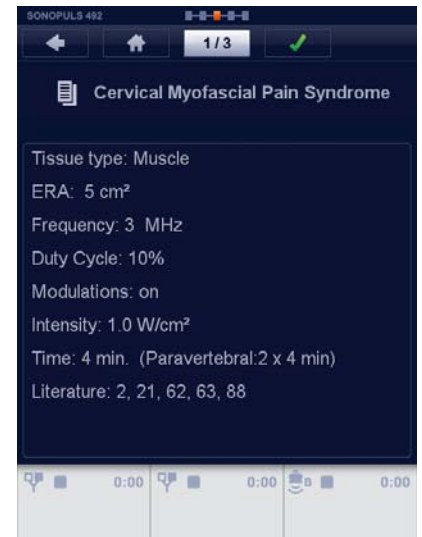 SONOPULS 492
1/3
Cervical Myofascial Pain Syndrome
Tissue type: Muscle
ERA: 5 cm²
Frequency: 3 MHz
Duty Cycle: 10%
Modulations: on
Intensity: 1.0 W/cm²
Time: 4 min. (Paravertebral:2 x 4 min)
Literature: 2, 21, 62, 63, 88
0:00 0:00 B 0:00